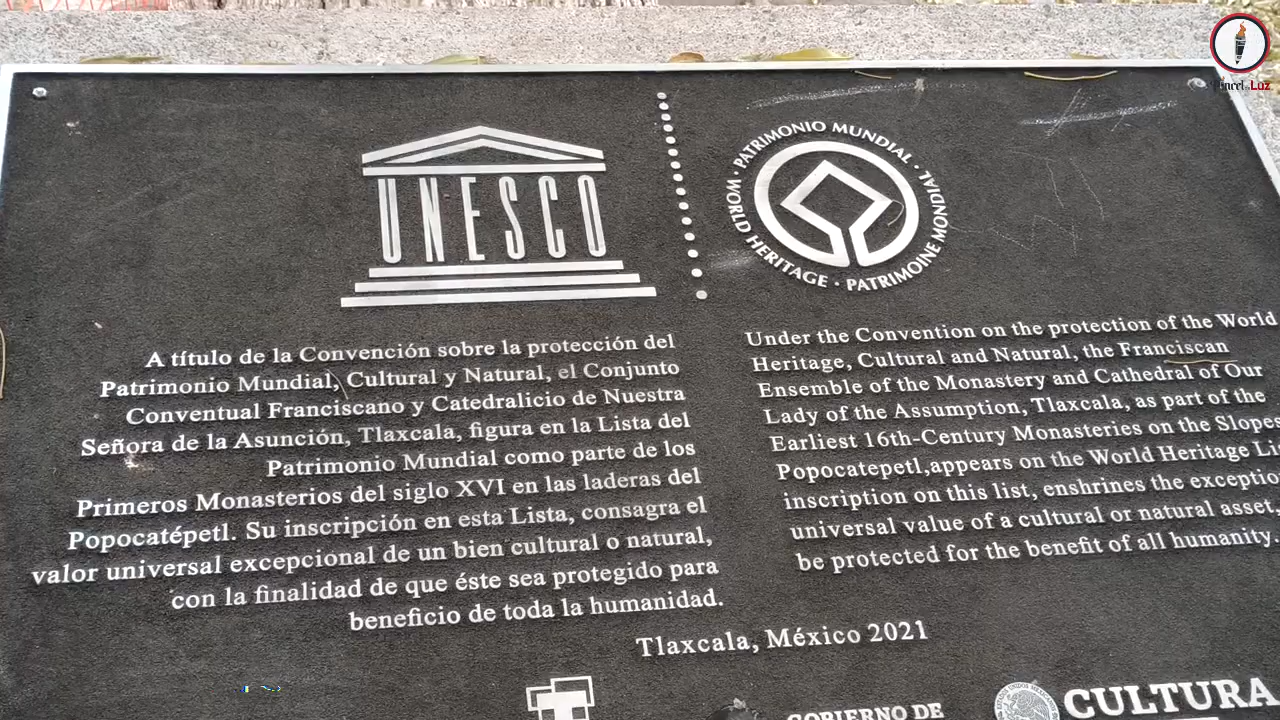 UNESCO
PATRIMONIO MUNDIAL · WORLD HERITAGE · PATRIMOINE MONDIAL
A título de la Convención sobre la protección del
Patrimonio Mundial, Cultural y Natural, el Conjunto
Conventual Franciscano y Catedralicio de Nuestra
Señora de la Asunción, Tlaxcala, figura en la Lista del
Patrimonio Mundial como parte de los
Primeros Monasterios del siglo XVI en las laderas del
Popocatépetl. Su inscripción en esta Lista, consagra el
valor universal excepcional de un bien cultural o natural,
con la finalidad de que éste sea protegido para
beneficio de toda la humanidad.
Under the Convention on the protection of the World
Heritage, Cultural and Natural, the Franciscan
Ensemble of the Monastery and Cathedral of Our
Lady of the Assumption, Tlaxcala, as part of the
Earliest 16th-Century Monasteries on the Slopes
Popocatepetl,appears on the World Heritage
inscription on this list, enshrines the
universal value of a cultural or natural asset,
be protected for the benefit of all humanity.
Tlaxcala, México 2021
GOBIERNO DE
CULTURA
Luz